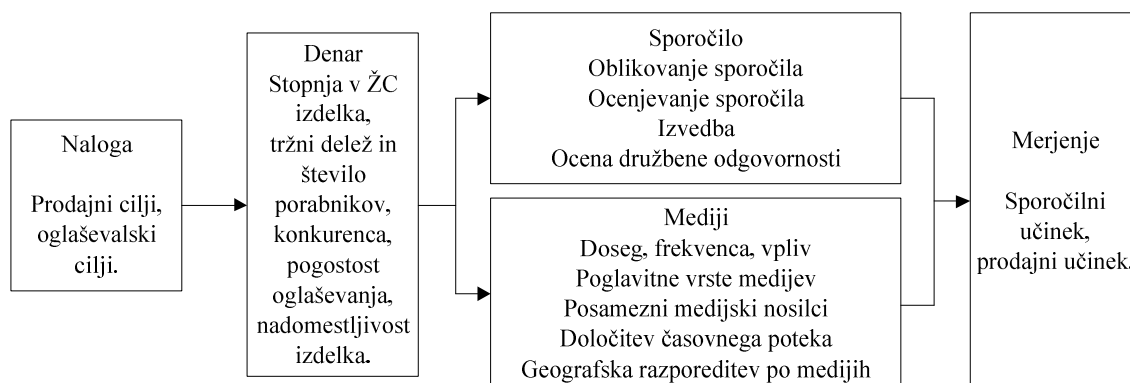 Naloga
Prodajni cilji,
oglaševalski
cilji.
Denar
Stopnja v ŽC
izdelka,
tržni delež in
število
porabnikov,
konkurenca,
pogostost
oglaševanja,
nadomestljivost
izdelka.
Sporočilo
Oblikovanje sporočila
Ocenjevanje sporočila
Izvedba
Ocena družbene odgovornosti
Mediji
Doseg, frekvenca, vpliv
Poglavitne vrste medijev
Posamezni medijski nosilci
Določitev časovnega poteka
Geografska razporeditev po medijih
Merjenje
Sporočilni
učinek,
prodajni učinek.